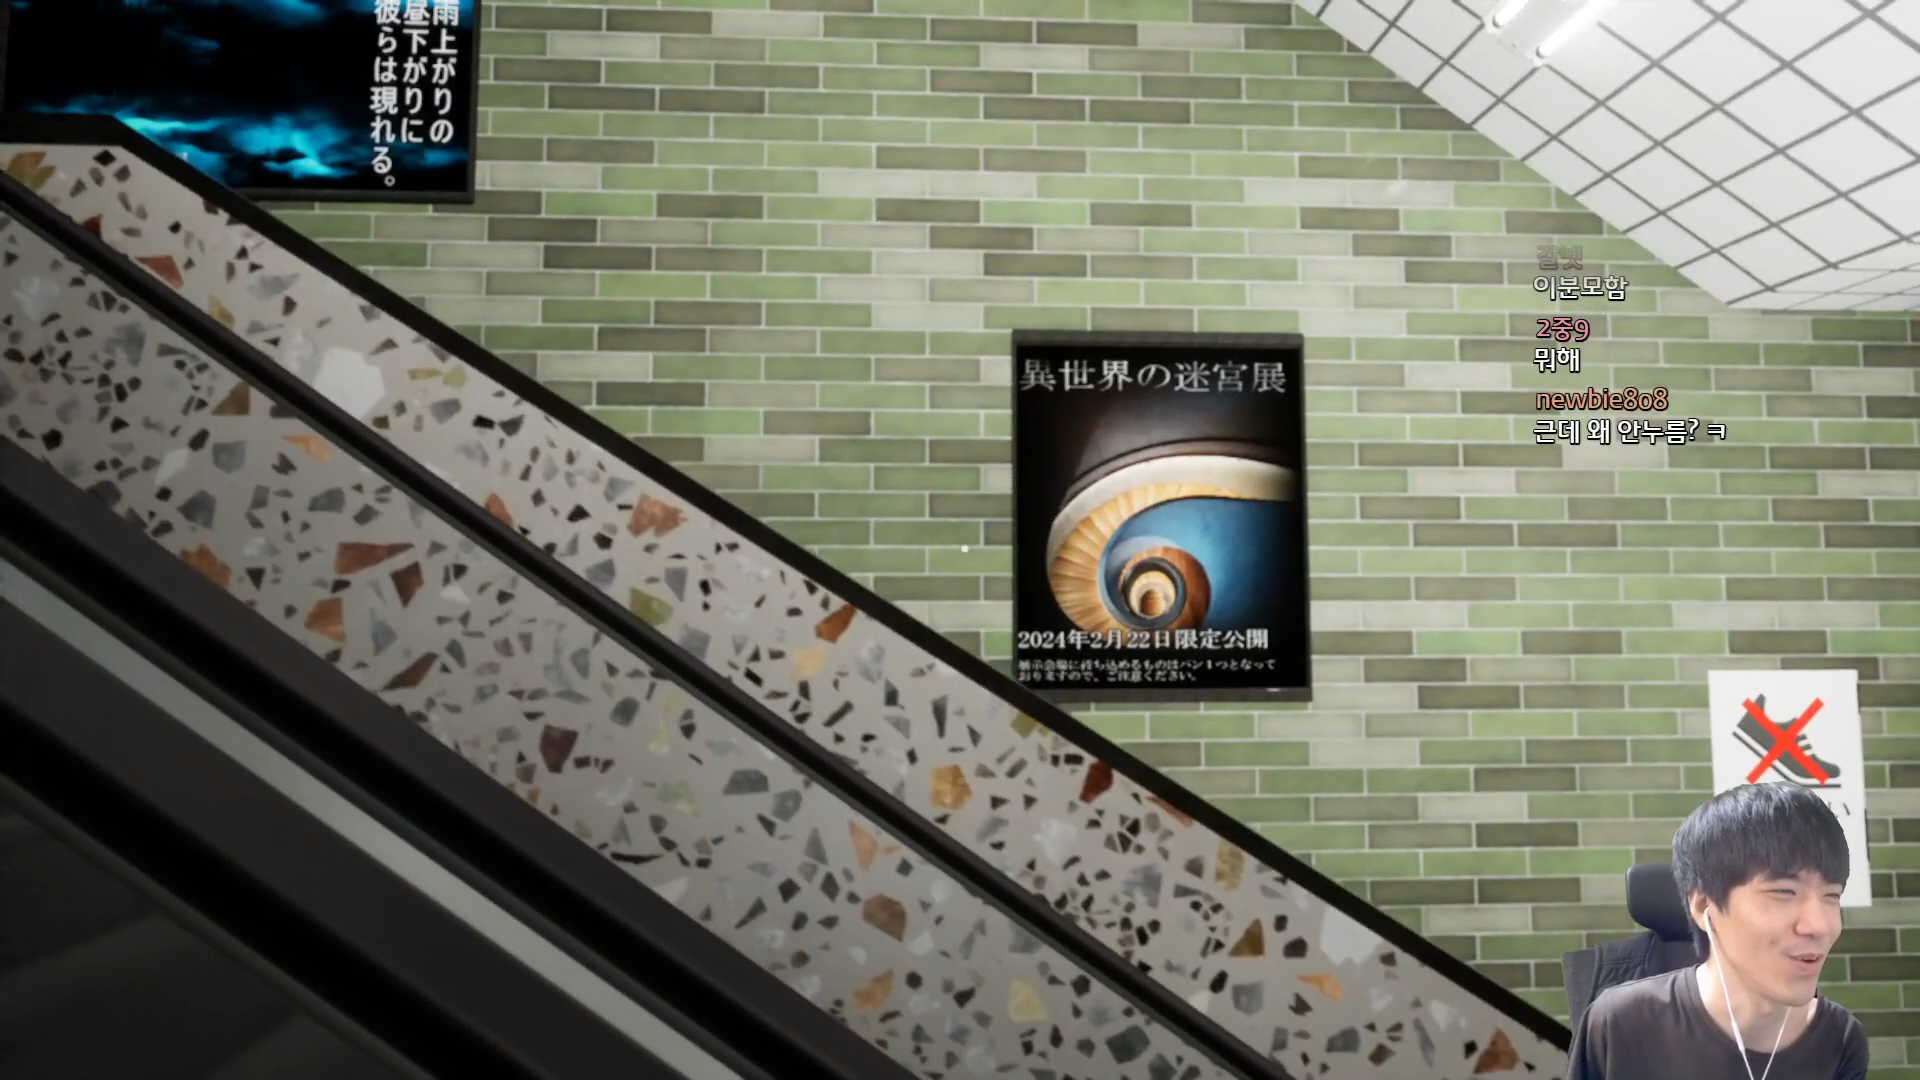 雨上がりの
昼下がりに
彼らは現れる。
異世界の迷宮展
2024年2月22日限定公開
展示会場に持ち込めるものはパン1つとなって
おりますので、ご注意ください。
갈넷
이분모함
2중9
뭐해
newbie8o8
근데 왜 안누름? ㅋ
い